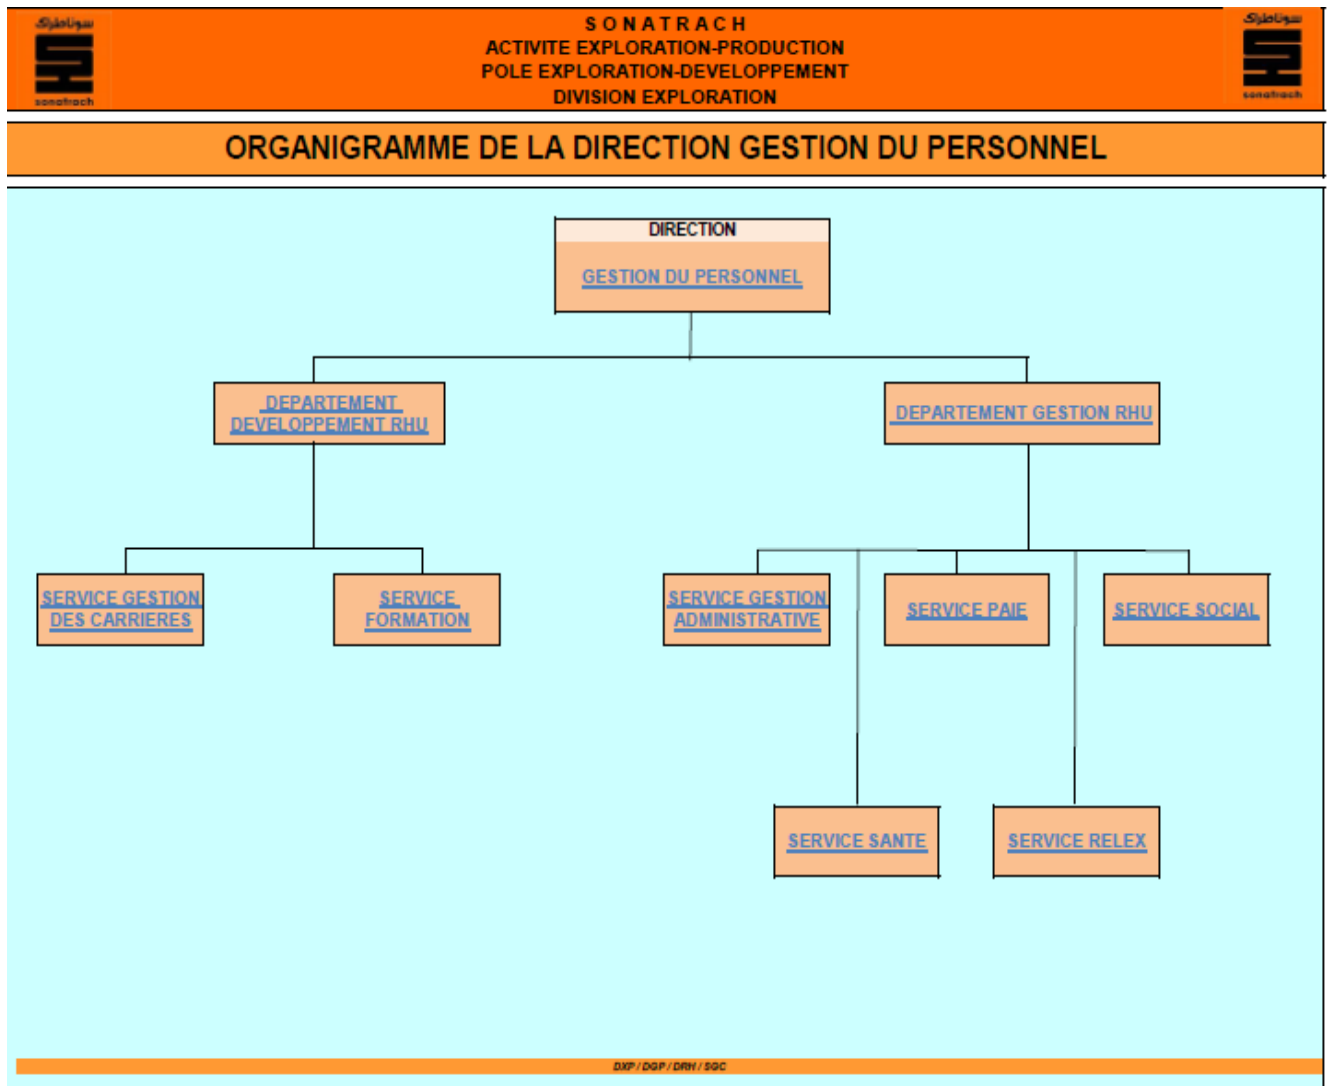 سوناطراك
sonatrach
S O N A T R A C H
ACTIVITE EXPLORATION-PRODUCTION
POLE EXPLORATION-DEVELOPPEMENT
DIVISION EXPLORATION
سوناطراك
sonatrach
ORGANIGRAMME DE LA DIRECTION GESTION DU PERSONNEL
DIRECTION
GESTION DU PERSONNEL
DEPARTEMENT
DEVELOPPEMENT RHU
DEPARTEMENT GESTION RHU
SERVICE GESTION
DES CARRIERES
SERVICE
FORMATION
SERVICE GESTION
ADMINISTRATIVE
SERVICE PAIE
SERVICE SOCIAL
SERVICE SANTE
SERVICE RELEX
DXP / DGP / DRH / SGC